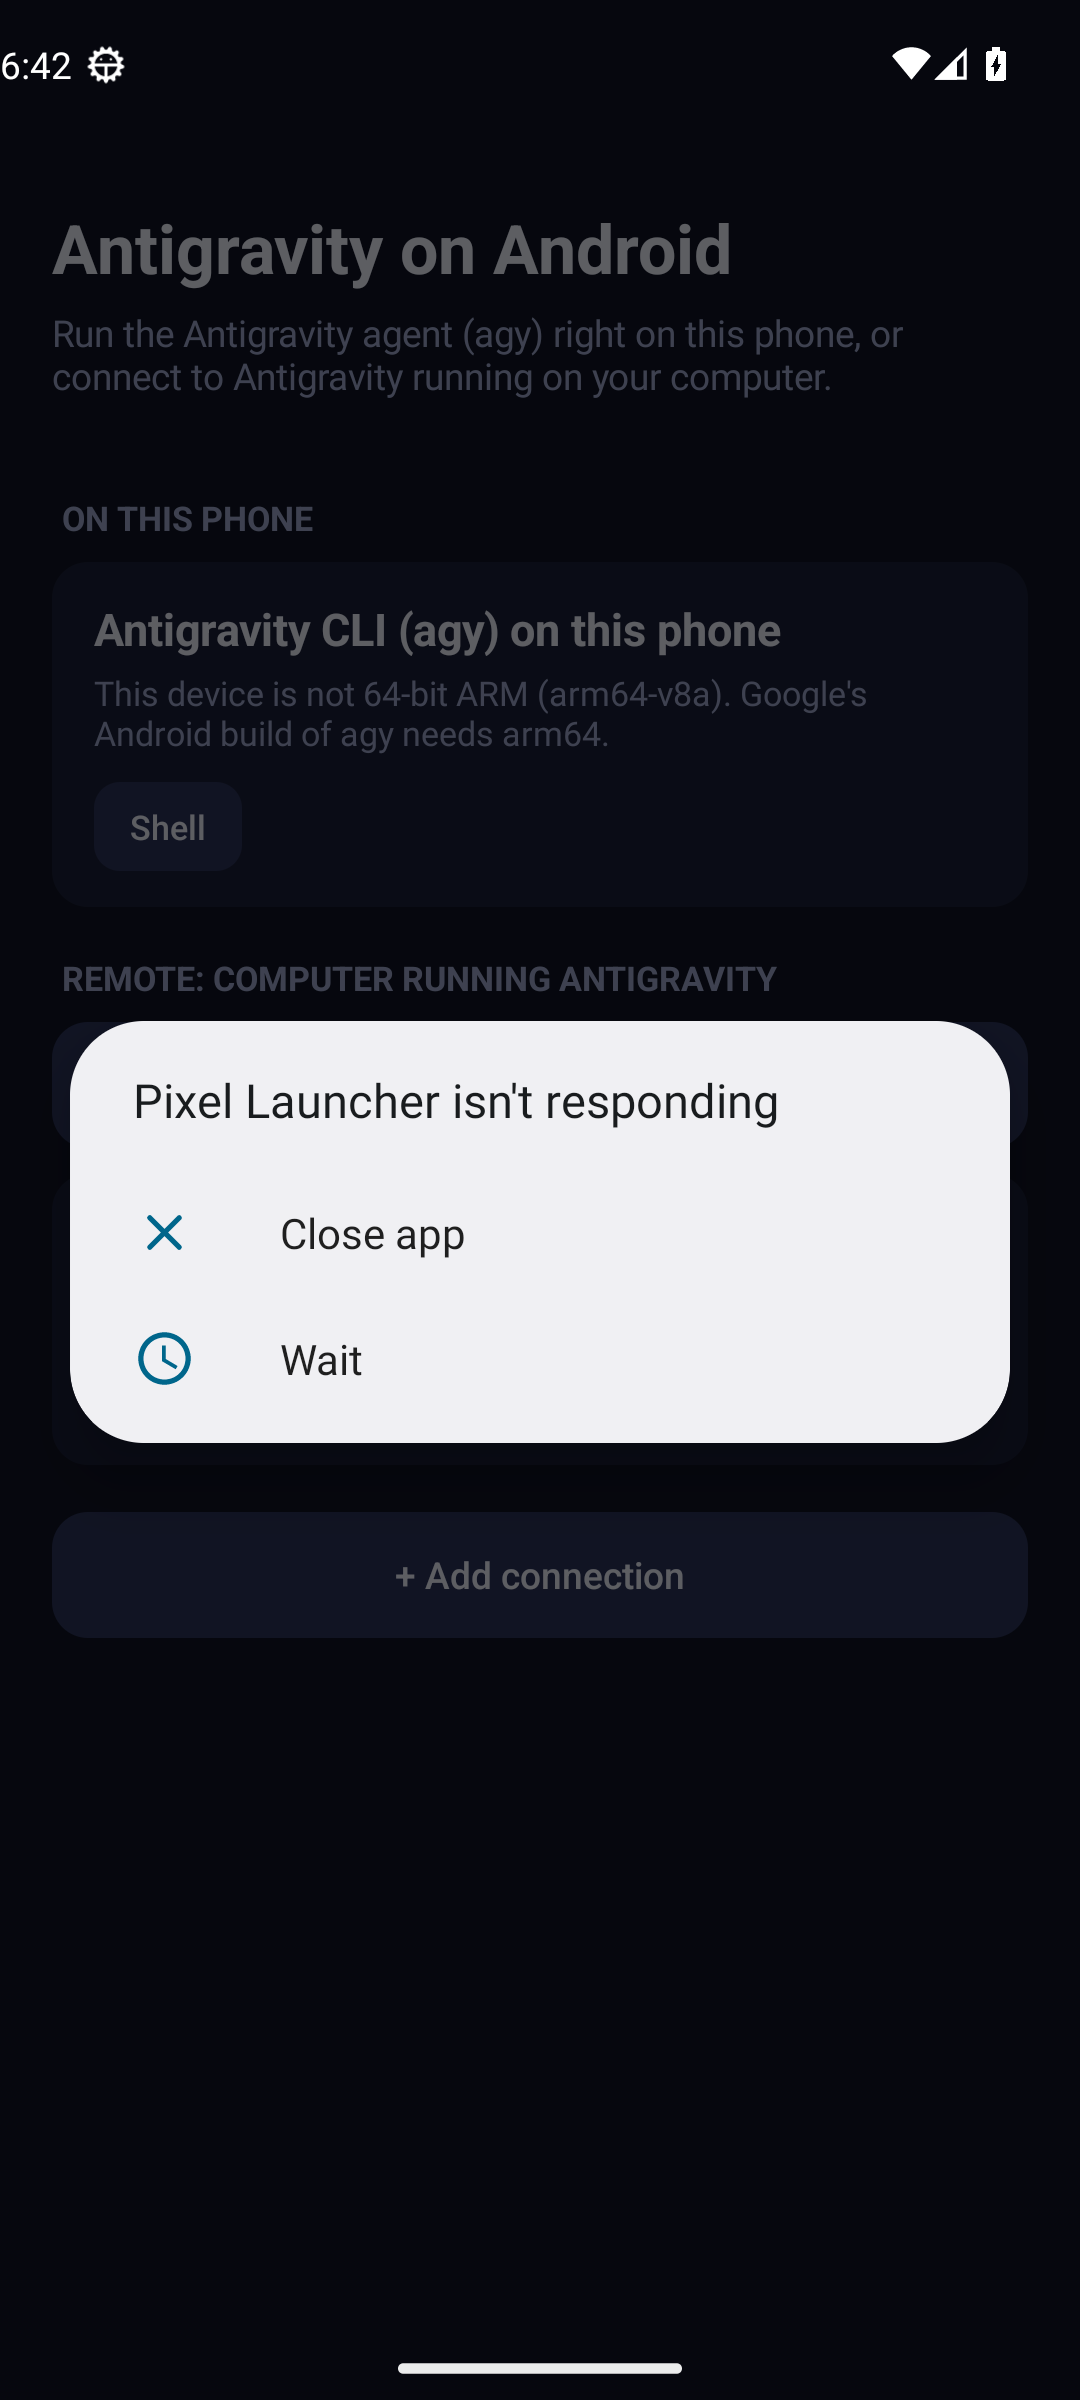 6:42
Antigravity on Android
Run the Antigravity agent (agy) right on this phone, or
connect to Antigravity running on your computer.
ON THIS PHONE
Antigravity CLI (agy) on this phone
This device is not 64-bit ARM (arm64-v8a). Google's
Android build of agy needs arm64.
Shell
REMOTE: COMPUTER RUNNING ANTIGRAVITY
Pixel Launcher isn't responding
Close app
Wait
+ Add connection